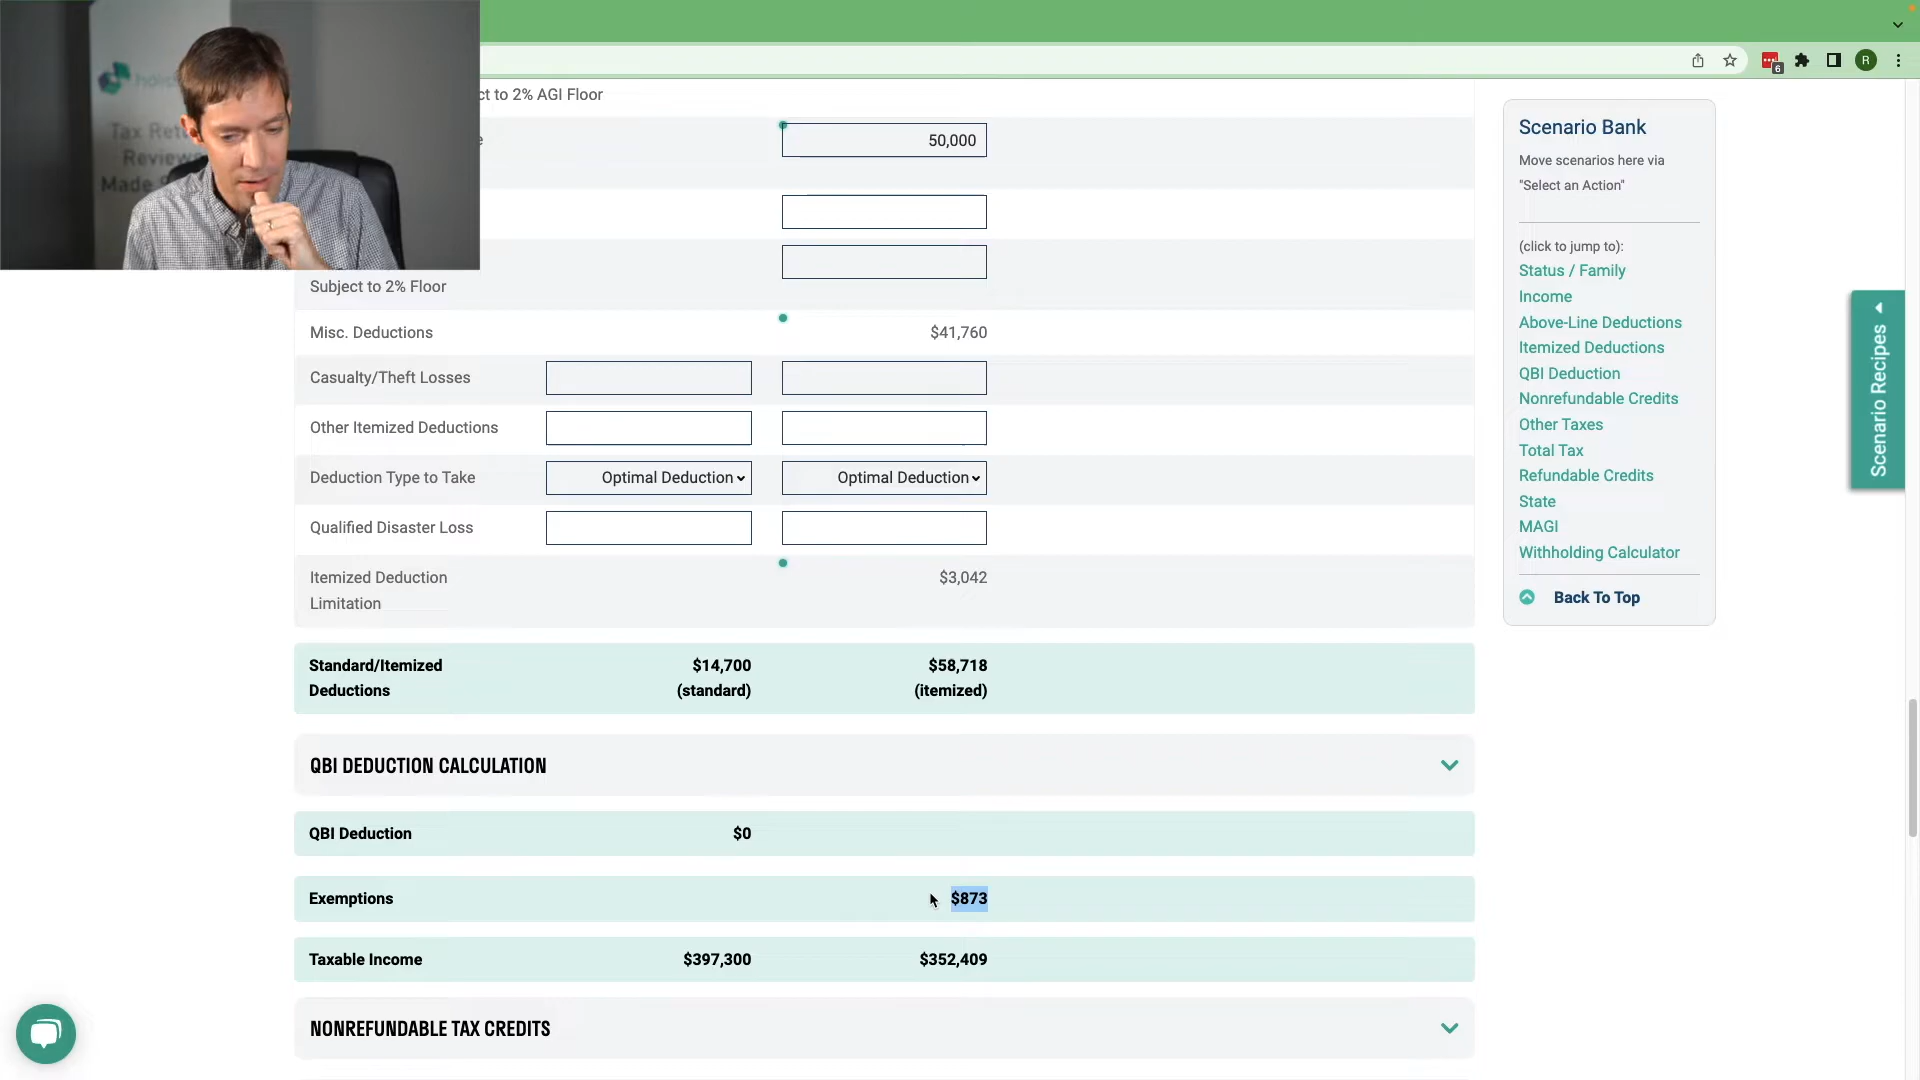 Tax Ret
Review
Made
6
R
ct to 2% AGI Floor
50,000
Subject to 2% Floor
Misc. Deductions $41,760
Casualty/Theft Losses
Other Itemized Deductions
Deduction Type to Take Optimal Deduction Optimal Deduction
Qualified Disaster Loss
Itemized Deduction $3,042
Limitation
Standard/Itemized $14,700 $58,718
Deductions (standard) (itemized)
QBI DEDUCTION CALCULATION
QBI Deduction $0
Exemptions $873
Taxable Income $397,300 $352,409
NONREFUNDABLE TAX CREDITS
Scenario Bank
Move scenarios here via
"Select an Action"
(click to jump to):
Status / Family
Income
Above-Line Deductions
Itemized Deductions
QBI Deduction
Nonrefundable Credits
Other Taxes
Total Tax
Refundable Credits
State
MAGI
Withholding Calculator
Back To Top
Scenario Recipes